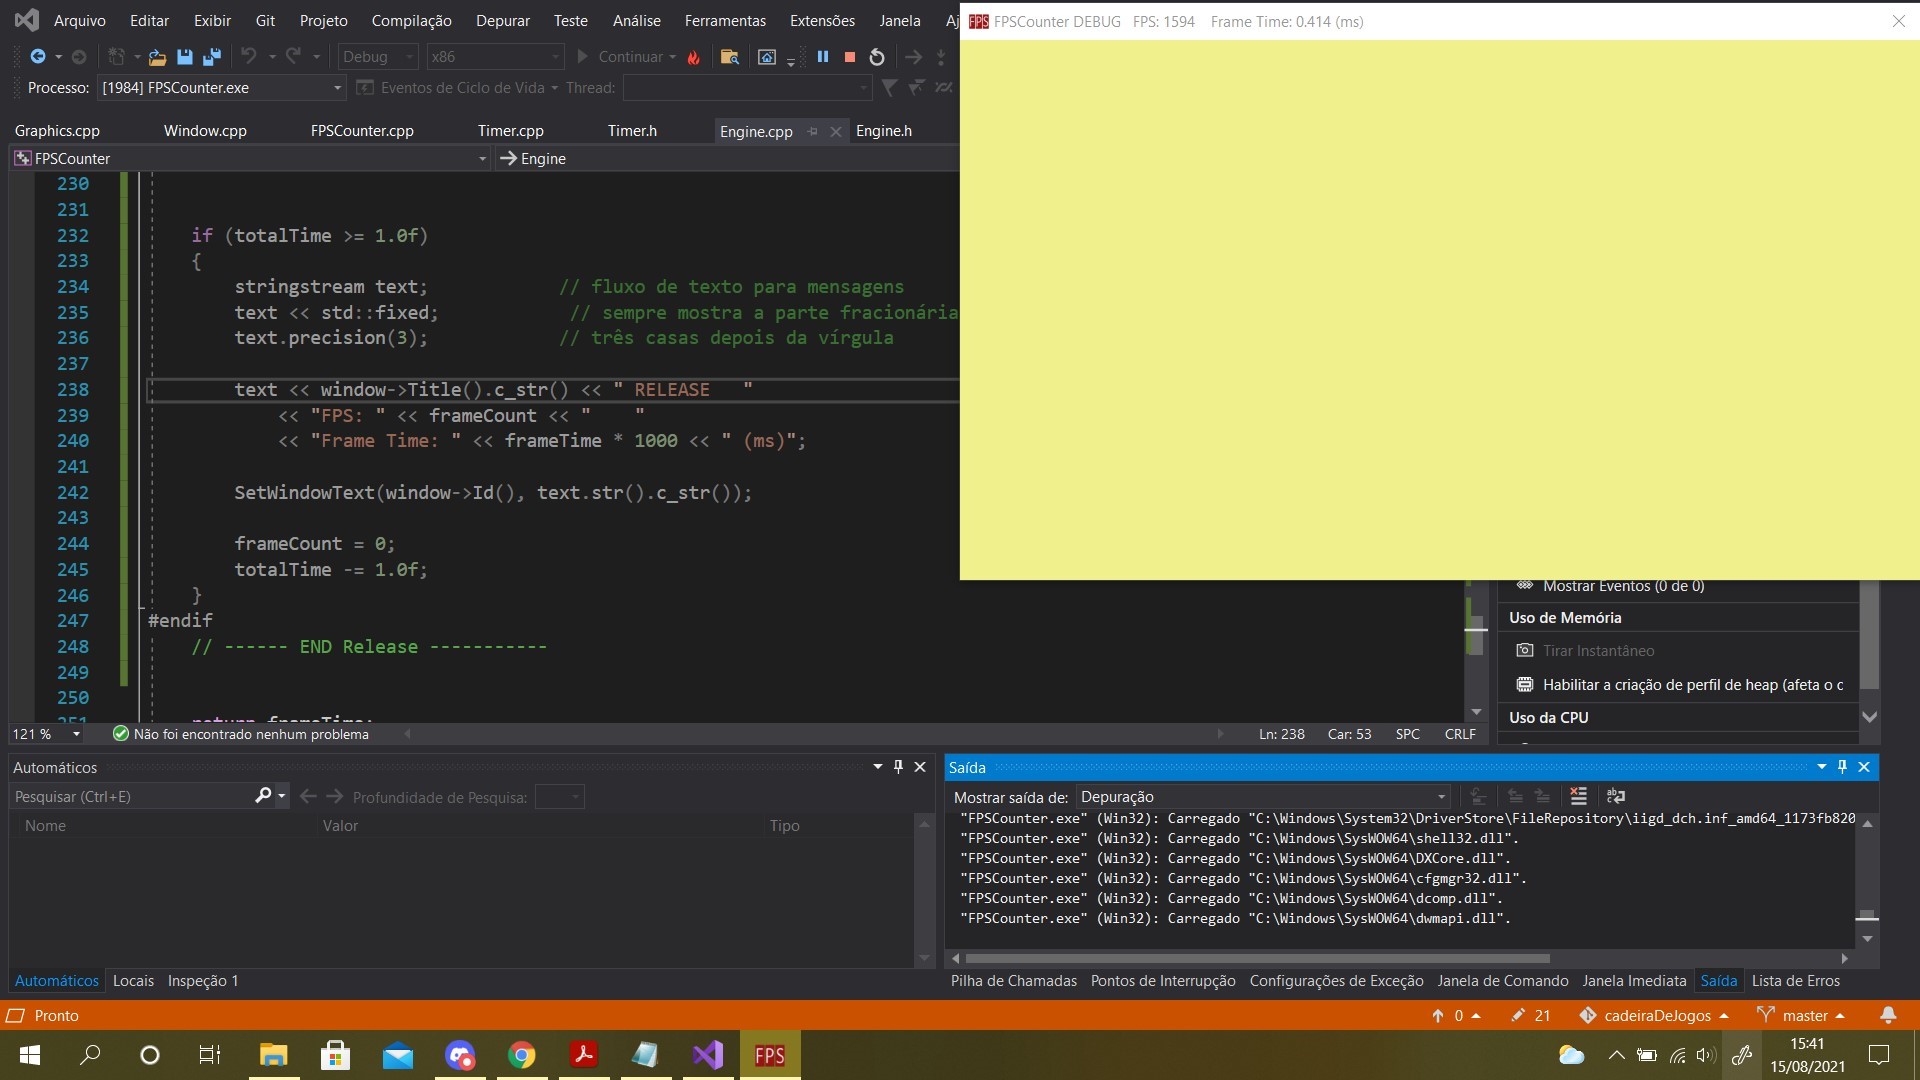 Arquivo Editar Exibir Git Projeto Compilação Depurar Teste Análise Ferramentas Extensões Janela
FPSCounter DEBUG FPS: 1594 Frame Time: 0.414 (ms)
Debug x86 Continuar
Processo: [1984] FPSCounter.exe Eventos de Ciclo de Vida Thread:
Graphics.cpp Window.cpp FPSCounter.cpp Timer.cpp Timer.h Engine.cpp Engine.h
FPSCounter Engine
230
231
232 if (totalTime >= 1.0f)
233 {
234 stringstream text; // fluxo de texto para mensagens
235 text << std::fixed; // sempre mostra a parte fracionária
236 text.precision(3); // três casas depois da vírgula
237
238 text << window->Title().c_str() << " RELEASE "
239 << "FPS: " << frameCount << " "
240 << "Frame Time: " << frameTime * 1000 << " (ms)";
241
242 SetWindowText(window->Id(), text.str().c_str());
243
244 frameCount = 0;
245 totalTime -= 1.0f;
246 }
247 #endif
248 // ------ END Release -----------
249
250
251 return frameTime;
Mostrar Eventos (0 de 0)
Uso de Memória
Tirar Instantâneo
Habilitar a criação de perfil de heap (afeta o
Uso da CPU
121 % Não foi encontrado nenhum problema Ln: 238 Car: 53 SPC CRLF
Automáticos
Pesquisar (Ctrl+E) Profundidade de Pesquisa:
Nome Valor Tipo
Automáticos Locais Inspeção 1
Saída
Mostrar saída de: Depuração
"FPSCounter.exe" (Win32): Carregado "C:\Windows\System32\DriverStore\FileRepository\iigd_dch.inf_amd64_1173fb820
"FPSCounter.exe" (Win32): Carregado "C:\Windows\SysWOW64\shell32.dll".
"FPSCounter.exe" (Win32): Carregado "C:\Windows\SysWOW64\DXCore.dll".
"FPSCounter.exe" (Win32): Carregado "C:\Windows\SysWOW64\cfgmgr32.dll".
"FPSCounter.exe" (Win32): Carregado "C:\Windows\SysWOW64\dcomp.dll".
"FPSCounter.exe" (Win32): Carregado "C:\Windows\SysWOW64\dwmapi.dll".
Pilha de Chamadas Pontos de Interrupção Configurações de Exceção Janela de Comando Janela Imediata Saída Lista de Erros
Pronto 0 21 cadeiraDeJogos master
FPS
15:41
15/08/2021